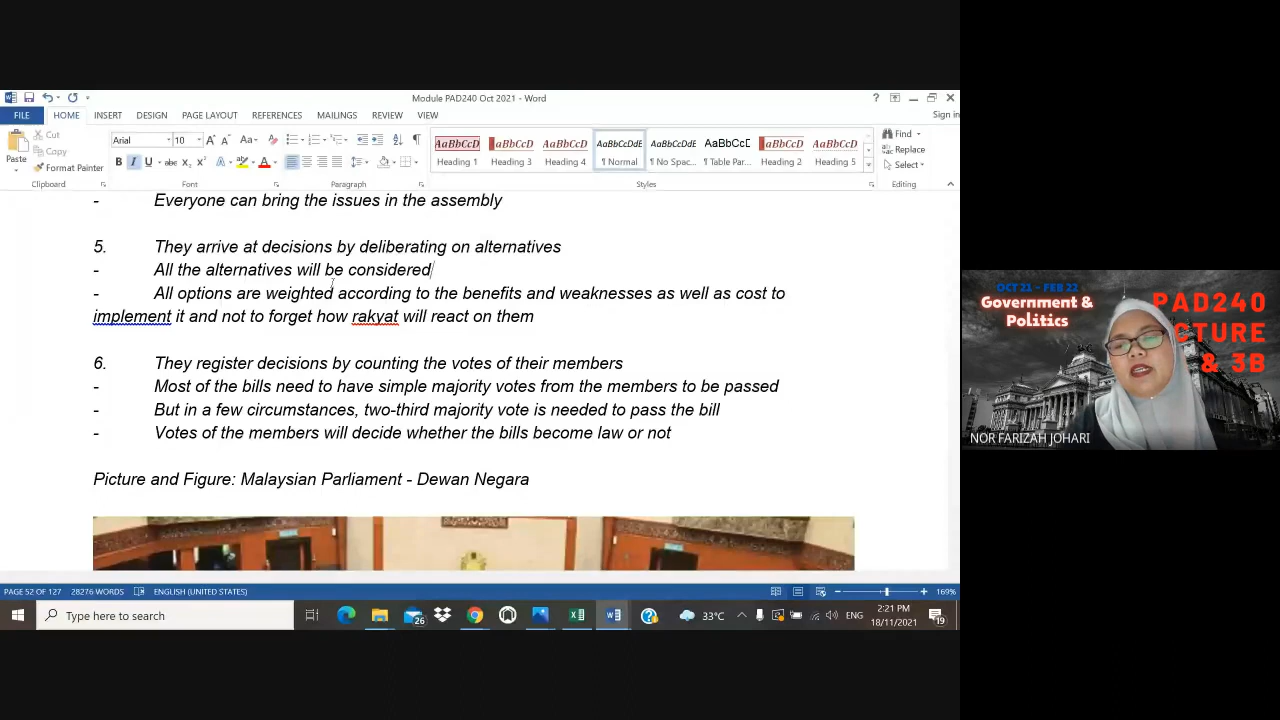 Module PAD240 Oct 2021 - Word
Sign in
FILE HOME INSERT DESIGN PAGE LAYOUT REFERENCES MAILINGS REVIEW VIEW
Paste
Cut
Copy
Format Painter
Clipboard
Arial 10
Font
Paragraph
AaBbCcD Heading 1
AaBbCcD Heading 3
AaBbCcD Heading 4
AaBbCcDdE ¶ Normal
AaBbCcDdE ¶ No Spac...
AaBbCcD ¶ Table Par...
AaBbCcD Heading 2
AaBbCcD Heading 5
Styles
Find
Replace
Select
Editing
- Everyone can bring the issues in the assembly
5. They arrive at decisions by deliberating on alternatives
- All the alternatives will be considered
- All options are weighted according to the benefits and weaknesses as well as cost to
implement it and not to forget how rakyat will react on them
6. They register decisions by counting the votes of their members
- Most of the bills need to have simple majority votes from the members to be passed
- But in a few circumstances, two-third majority vote is needed to pass the bill
- Votes of the members will decide whether the bills become law or not
Picture and Figure: Malaysian Parliament - Dewan Negara
PAGE 52 OF 127 28276 WORDS ENGLISH (UNITED STATES) 169%
Type here to search
26
33°C
ENG
2:21 PM
18/11/2021
19
OCT 21 - FEB 22
Government &
Politics
PAD240
CTURE
& 3B
NOR FARIZAH JOHARI